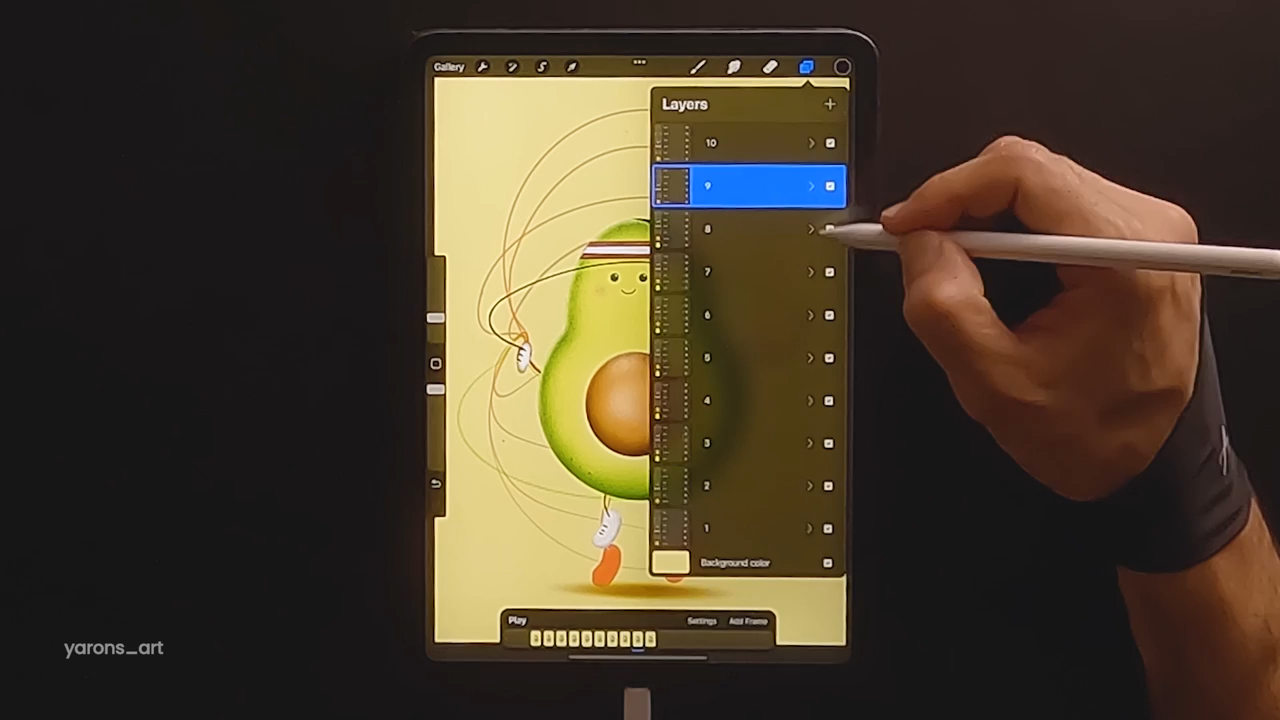 Gallery
Layers
10
9
8
7
6
5
4
3
2
1
Background color
Play
Settings
Add Frame
yarons_art